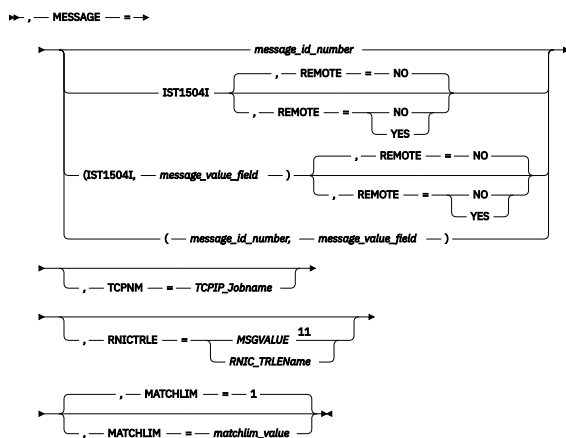 , MESSAGE =
message_id_number
, REMOTE = NO
IST1504I
, REMOTE = NO
YES
, REMOTE = NO
(IST1504I, message_value_field )
, REMOTE = NO
YES
( message_id_number, message_value_field )
, TCPNM = TCPIP_Jobname
, RNICTRLE = MSGVALUE 11
RNIC_TRLEName
, MATCHLIM = 1
, MATCHLIM = matchlim_value